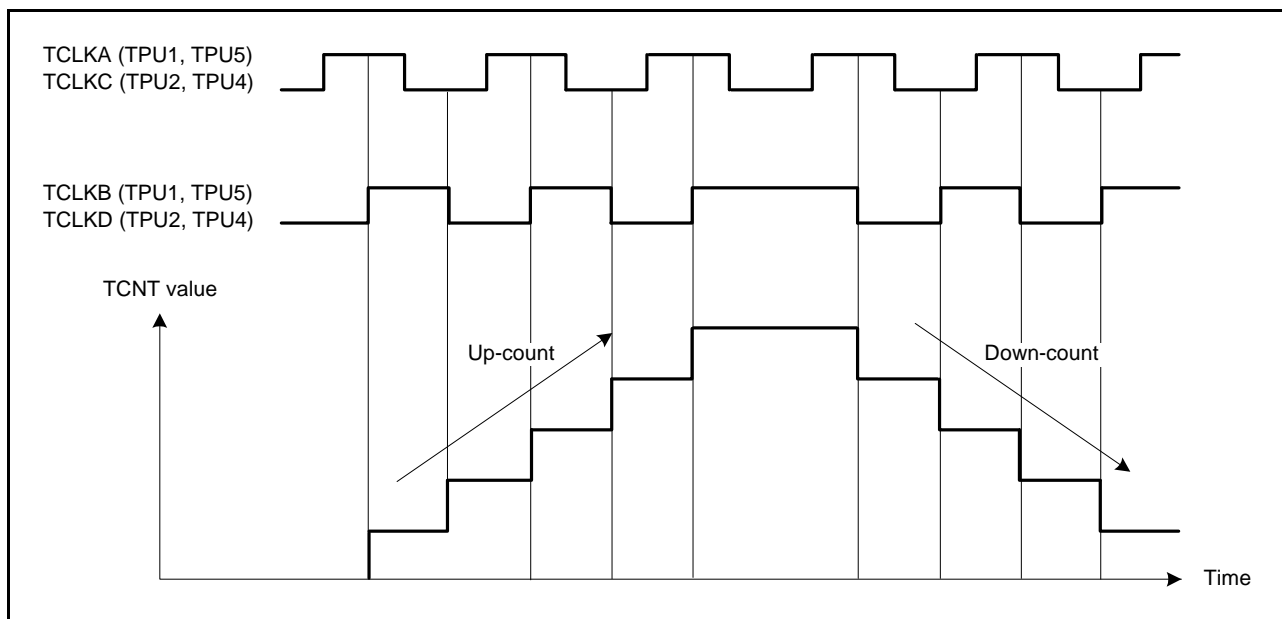 TCLKA (TPU1, TPU5)
TCLKC (TPU2, TPU4)
TCLKB (TPU1, TPU5)
TCLKD (TPU2, TPU4)
TCNT value
Up-count
Down-count
Time